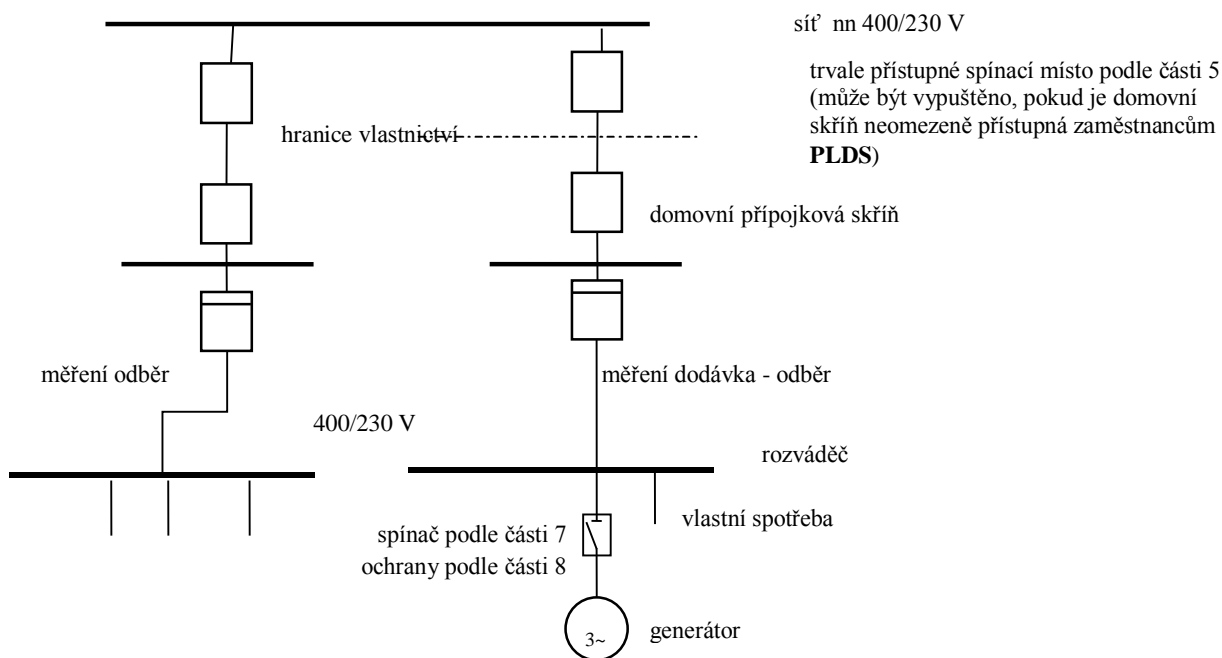 síť nn 400/230 V
trvale přístupné spínací místo podle části 5
(může být vypuštěno, pokud je domovní
skříň neomezeně přístupná zaměstnancům
PLDS)
hranice vlastnictví
domovní přípojková skříň
měření odběr
měření dodávka - odběr
400/230 V
rozváděč
vlastní spotřeba
spínač podle části 7
ochrany podle části 8
3~
generátor